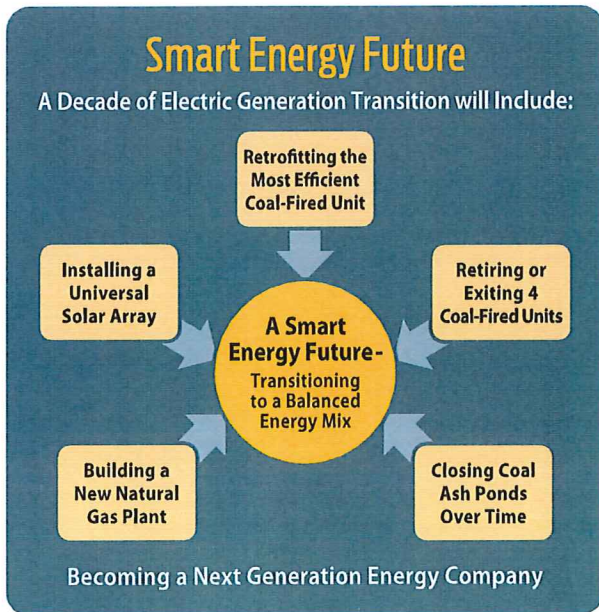 Smart Energy Future
A Decade of Electric Generation Transition will Include:
Retrofitting the
Most Efficient
Coal-Fired Unit
Installing a
Universal
Solar Array
Retiring or
Exiting 4
Coal-Fired Units
A Smart
Energy Future-
Transitioning
to a Balanced
Energy Mix
Building a
New Natural
Gas Plant
Closing Coal
Ash Ponds
Over Time
Becoming a Next Generation Energy Company